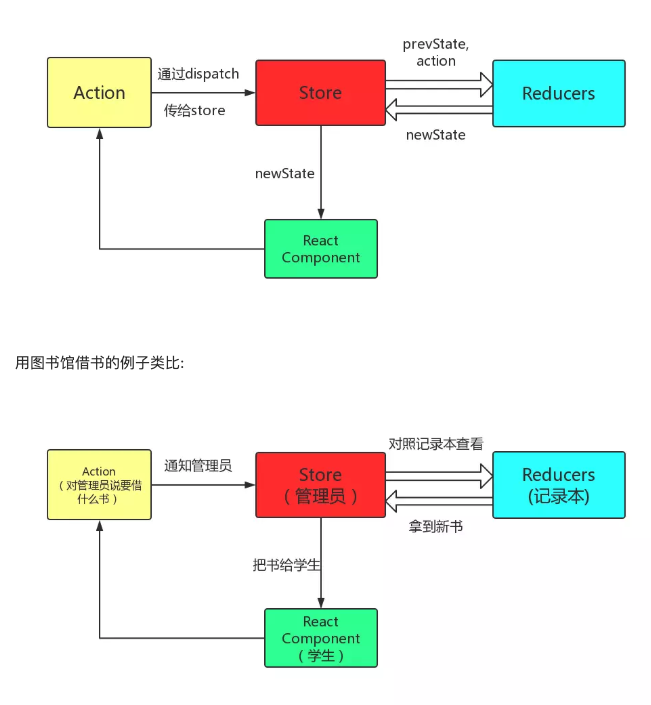 prevState,
action
通过dispatch
Action
Store
Reducers
传给store
newState
newState
React
Component
用图书馆借书的例子类比:
对照记录本查看
通知管理员
Action
（对管理员说要借
什么书）
Store
（管理员）
Reducers
(记录本)
拿到新书
把书给学生
React
Component
（学生）